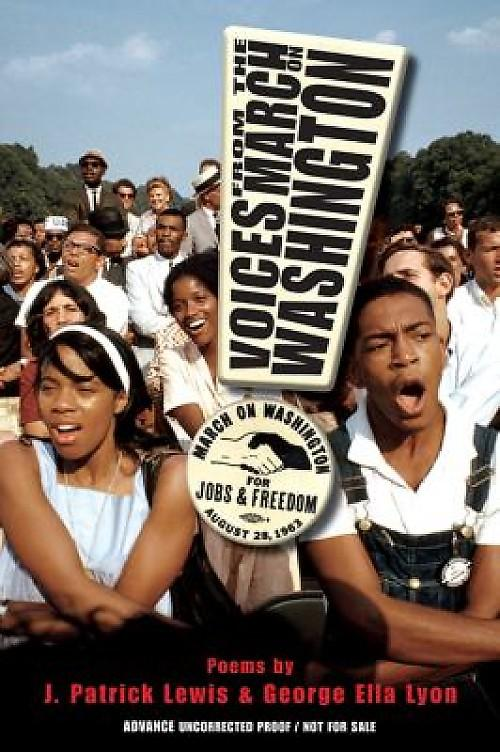 VOICES
FROM THE
MARCH
ON
WASHINGTON
MARCH ON WASHINGTON
FOR
JOBS & FREEDOM
AUGUST 28, 1963
Poems by
J. Patrick Lewis & George Ella Lyon
ADVANCE UNCORRECTED PROOF / NOT FOR SALE